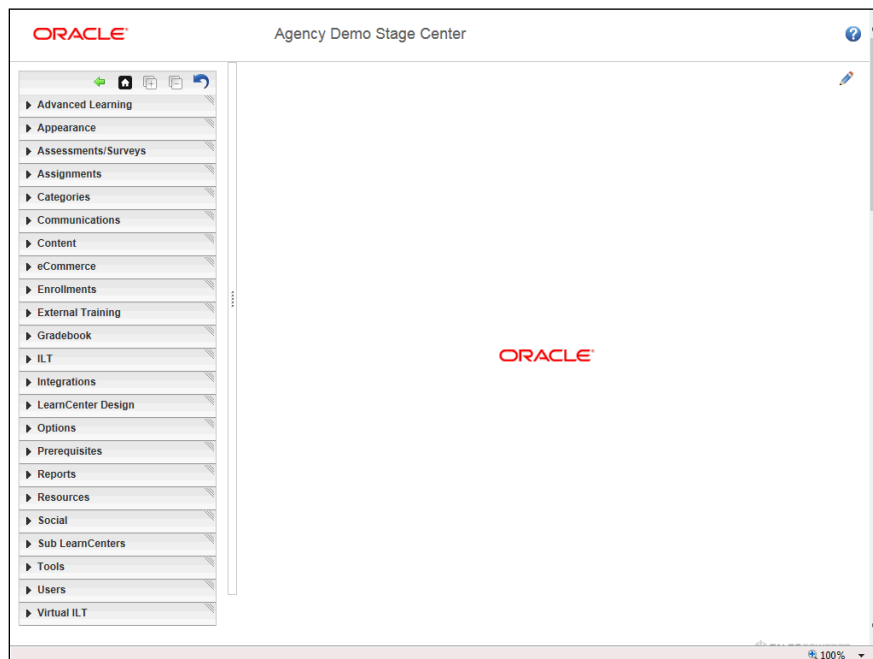 ORACLE
Agency Demo Stage Center
Advanced Learning
Appearance
Assessments/Surveys
Assignments
Categories
Communications
Content
eCommerce
Enrollments
External Training
Gradebook
ILT
Integrations
LearnCenter Design
Options
Prerequisites
Reports
Resources
Social
Sub LearnCenters
Tools
Users
Virtual ILT
ORACLE
100%